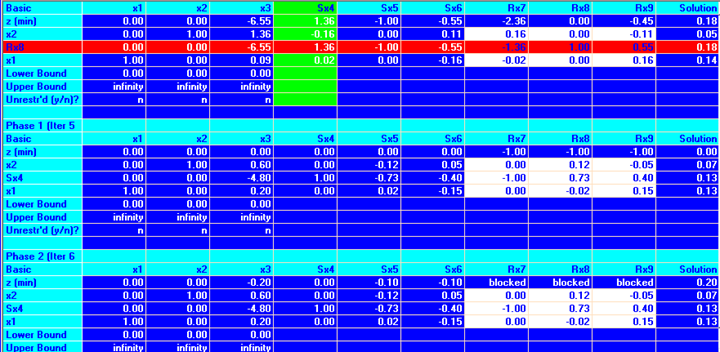 Basic x1 x2 x3 Sx4 Sx5 Sx6 Rx7 Rx8 Rx9 Solution
z (min) 0.00 0.00 -6.55 1.36 -1.00 -0.55 -2.36 0.00 -0.45 0.18
x2 0.00 1.00 1.36 -0.16 0.00 0.11 0.16 0.00 -0.11 0.05
Rx8 0.00 0.00 -6.55 1.36 -1.00 -0.55 -1.36 1.00 0.55 0.18
x1 1.00 0.00 0.09 0.02 0.00 -0.16 -0.02 0.00 0.16 0.14
Lower Bound 0.00 0.00 0.00
Upper Bound infinity infinity infinity
Unrestr'd (y/n)? n n n
Phase 1 (Iter 5
Basic x1 x2 x3 Sx4 Sx5 Sx6 Rx7 Rx8 Rx9 Solution
z (min) 0.00 0.00 0.00 0.00 0.00 0.00 -1.00 -1.00 -1.00 0.00
x2 0.00 1.00 0.60 0.00 -0.12 0.05 0.00 0.12 -0.05 0.07
Sx4 0.00 0.00 -4.80 1.00 -0.73 -0.40 -1.00 0.73 0.40 0.13
x1 1.00 0.00 0.20 0.00 0.02 -0.15 0.00 -0.02 0.15 0.13
Lower Bound 0.00 0.00 0.00
Upper Bound infinity infinity infinity
Unrestr'd (y/n)? n n n
Phase 2 (Iter 6
Basic x1 x2 x3 Sx4 Sx5 Sx6 Rx7 Rx8 Rx9 Solution
z (min) 0.00 0.00 -0.20 0.00 -0.10 -0.10 blocked blocked blocked 0.20
x2 0.00 1.00 0.60 0.00 -0.12 0.05 0.00 0.12 -0.05 0.07
Sx4 0.00 0.00 -4.80 1.00 -0.73 -0.40 -1.00 0.73 0.40 0.13
x1 1.00 0.00 0.20 0.00 0.02 -0.15 0.00 -0.02 0.15 0.13
Lower Bound 0.00 0.00 0.00
Upper Bound infinity infinity infinity